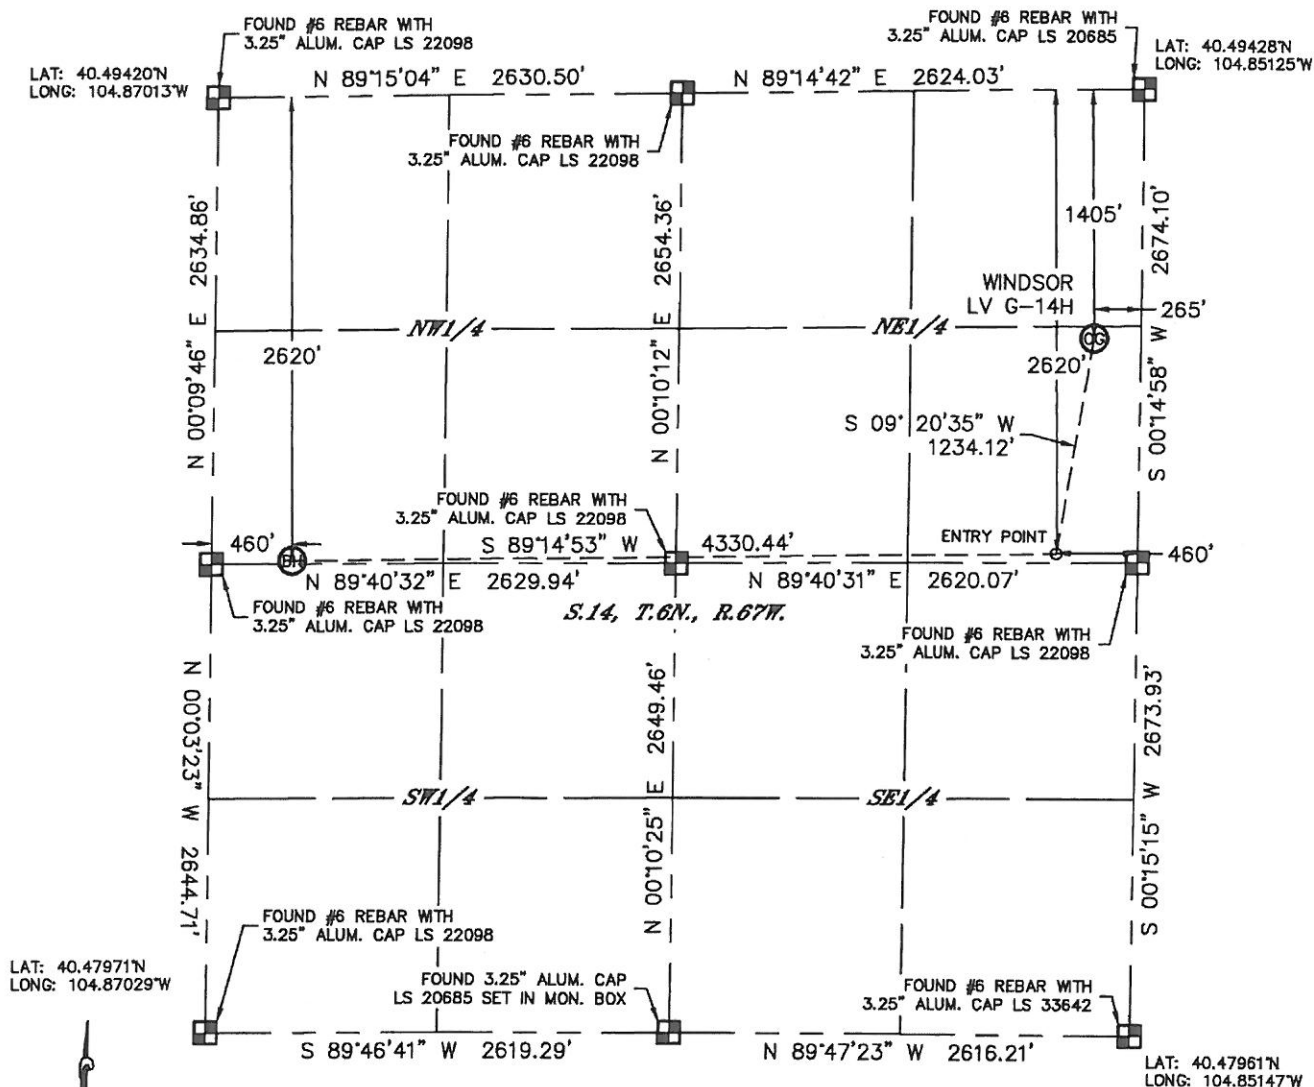 FOUND #6 REBAR WITH
3.25" ALUM. CAP LS 22098
FOUND #6 REBAR WITH
3.25" ALUM. CAP LS 20685
LAT: 40.49420°N
LONG: 104.87013°W
LAT: 40.49428°N
LONG: 104.85125°W
N 89°15'04" E 2630.50'
N 89°14'42" E 2624.03'
FOUND #6 REBAR WITH
3.25" ALUM. CAP LS 22098
N 00°09'46" E 2634.86'
2620'
NW1/4
N 00°10'12" E 2654.36'
NE1/4
1405'
S 00°14'58" W 2674.10'
WINDSOR
LV G-14H
265'
OG
2620'
S 09° 20'35" W
1234.12'
FOUND #6 REBAR WITH
3.25" ALUM. CAP LS 22098
460'
BH
S 89°14'53" W 4330.44'
ENTRY POINT
460'
N 89°40'32" E 2629.94'
N 89°40'31" E 2620.07'
FOUND #6 REBAR WITH
3.25" ALUM. CAP LS 22098
S.14, T.6N., R.67W.
FOUND #6 REBAR WITH
3.25" ALUM. CAP LS 22098
N 00°03'23" W 2644.71'
SW1/4
N 00°10'25" E 2649.46'
SE1/4
S 00°15'15" W 2673.93'
FOUND #6 REBAR WITH
3.25" ALUM. CAP LS 22098
LAT: 40.47971°N
LONG: 104.87029°W
FOUND 3.25" ALUM. CAP
LS 20685 SET IN MON. BOX
FOUND #6 REBAR WITH
3.25" ALUM. CAP LS 33642
S 89°46'41" W 2619.29'
N 89°47'23" W 2616.21'
LAT: 40.47961°N
LONG: 104.85147°W